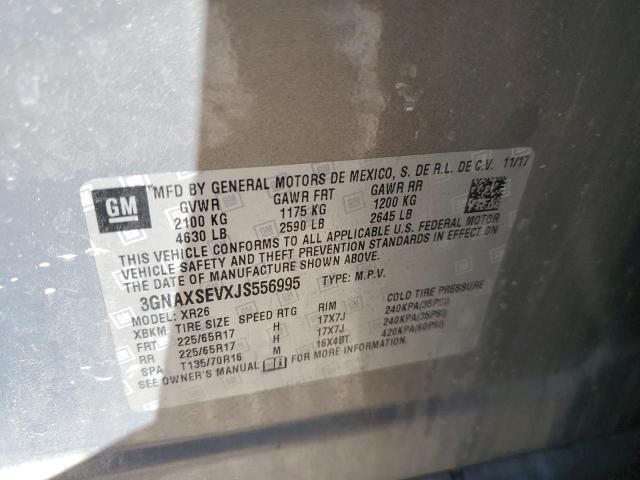 GM
MFD BY GENERAL MOTORS DE MEXICO, S. DE R.L. DE C.V. 11/17
GVWR GAWR FRT GAWR RR
2100 KG 1175 KG 1200 KG
4630 LB 2590 LB 2645 LB
THIS VEHICLE CONFORMS TO ALL APPLICABLE U.S. FEDERAL MOTOR
VEHICLE SAFETY AND THEFT PREVENTION STANDARDS IN EFFECT ON
THE DATE OF MANUFACTURE SHOWN ABOVE.
3GNAXSEVXJS556995 TYPE: M.P.V.
MODEL: XR26
XBKM TIRE SIZE SPEED RTG RIM COLD TIRE PRESSURE
FRT 225/65R17 H 17X7J 240KPA(35PSI)
RR 225/65R17 H 17X7J 240KPA(35PSI)
SPA T135/70R16 M 16X4BT 420KPA(60PSI)
SEE OWNER'S MANUAL FOR MORE INFORMATION.